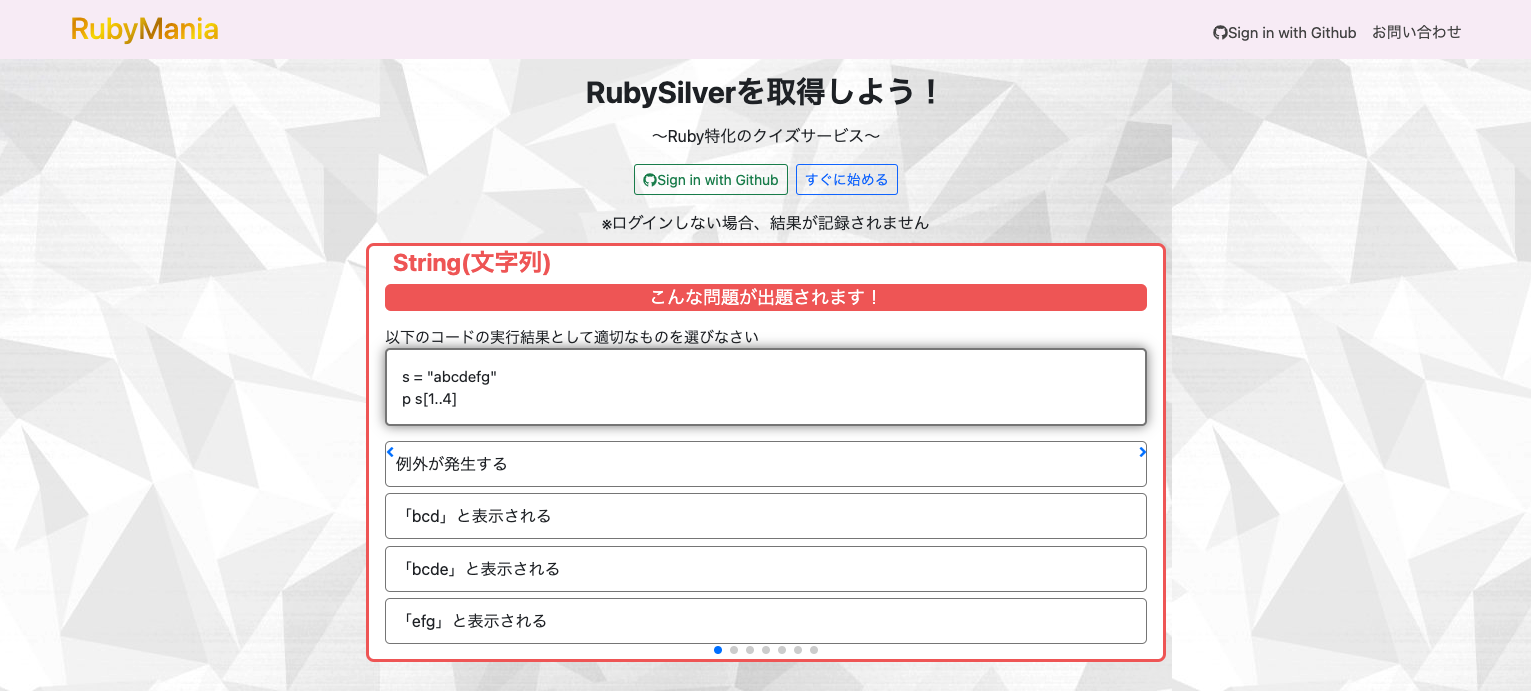 RubyMania
Sign in with Github お問い合わせ
RubySilverを取得しよう！
〜Ruby特化のクイズサービス〜
Sign in with Github すぐに始める
※ログインしない場合、結果が記録されません
String(文字列)
こんな問題が出題されます！
以下のコードの実行結果として適切なものを選びなさい
s = "abcdefg"
p s[1..4]
例外が発生する
「bcd」と表示される
「bcde」と表示される
「efg」と表示される